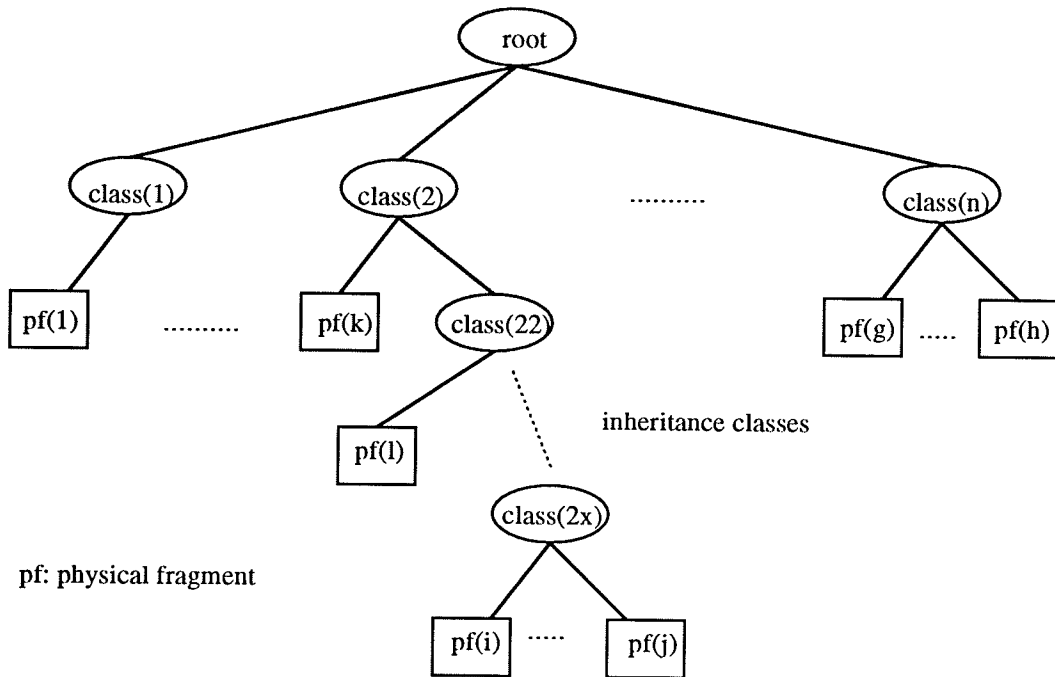 root
class(1)
class(2)
..........
class(n)
pf(1)
..........
pf(k)
class(22)
pf(g)
.....
pf(h)
inheritance classes
pf(l)
class(2x)
pf: physical fragment
pf(i)
.....
pf(j)